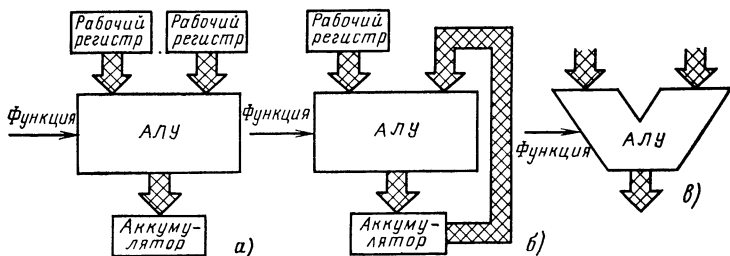 Рабочий
регистр
Рабочий
регистр
Функция
АЛУ
Аккуму-
лятор
а)
Рабочий
регистр
Функция
АЛУ
Аккуму-
лятор
б)
Функция
АЛУ
в)